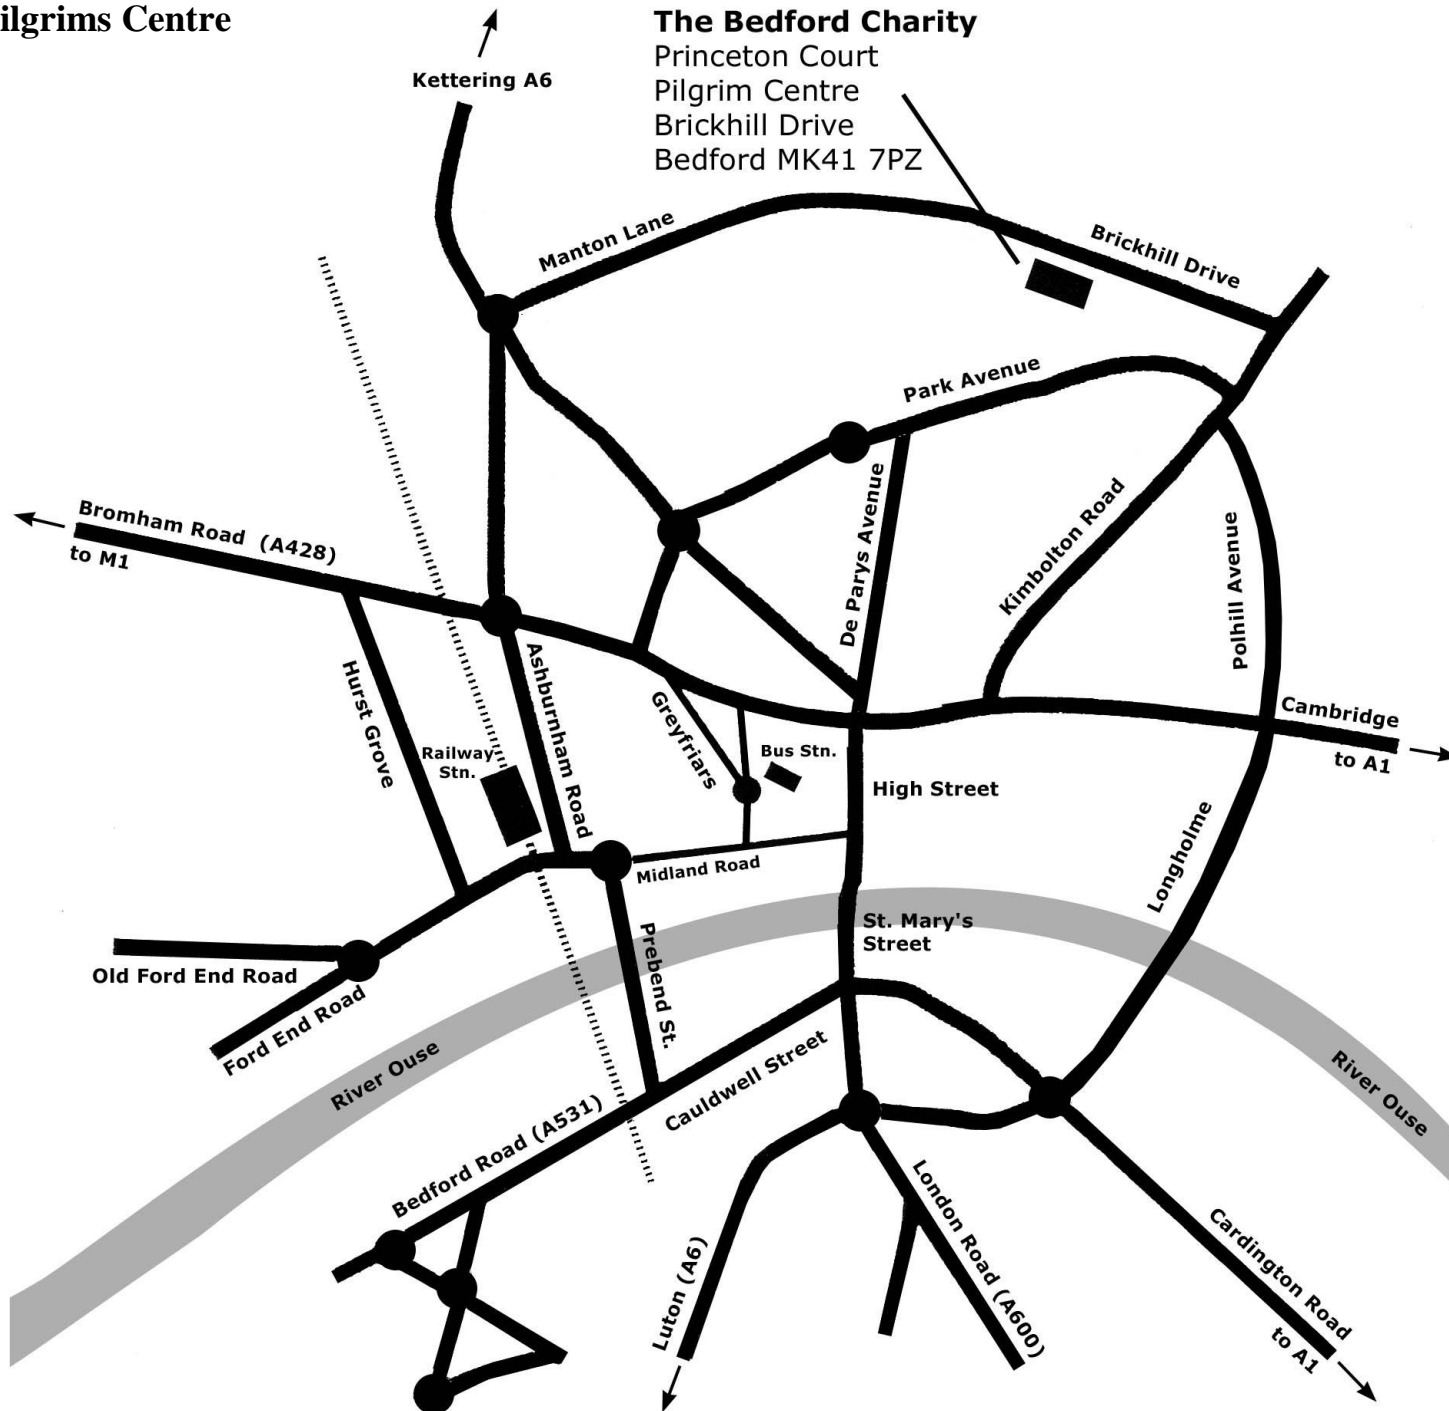 ilgrims Centre
The Bedford Charity
Princeton Court
Pilgrim Centre
Brickhill Drive
Bedford MK41 7PZ
Kettering A6
Manton Lane
Brickhill Drive
Park Avenue
Bromham Road (A428)
to M1
De Parys Avenue
Kimbolton Road
Polhill Avenue
Hurst Grove
Ashburnham Road
Greyfriars
Cambridge
to A1
Railway
Stn.
Bus Stn.
High Street
Midland Road
Longholme
St. Mary's
Street
Prebend St.
Old Ford End Road
Ford End Road
River Ouse
Cauldwell Street
River Ouse
Bedford Road (A531)
London Road (A600)
Luton (A6)
Cardington Road
to A1